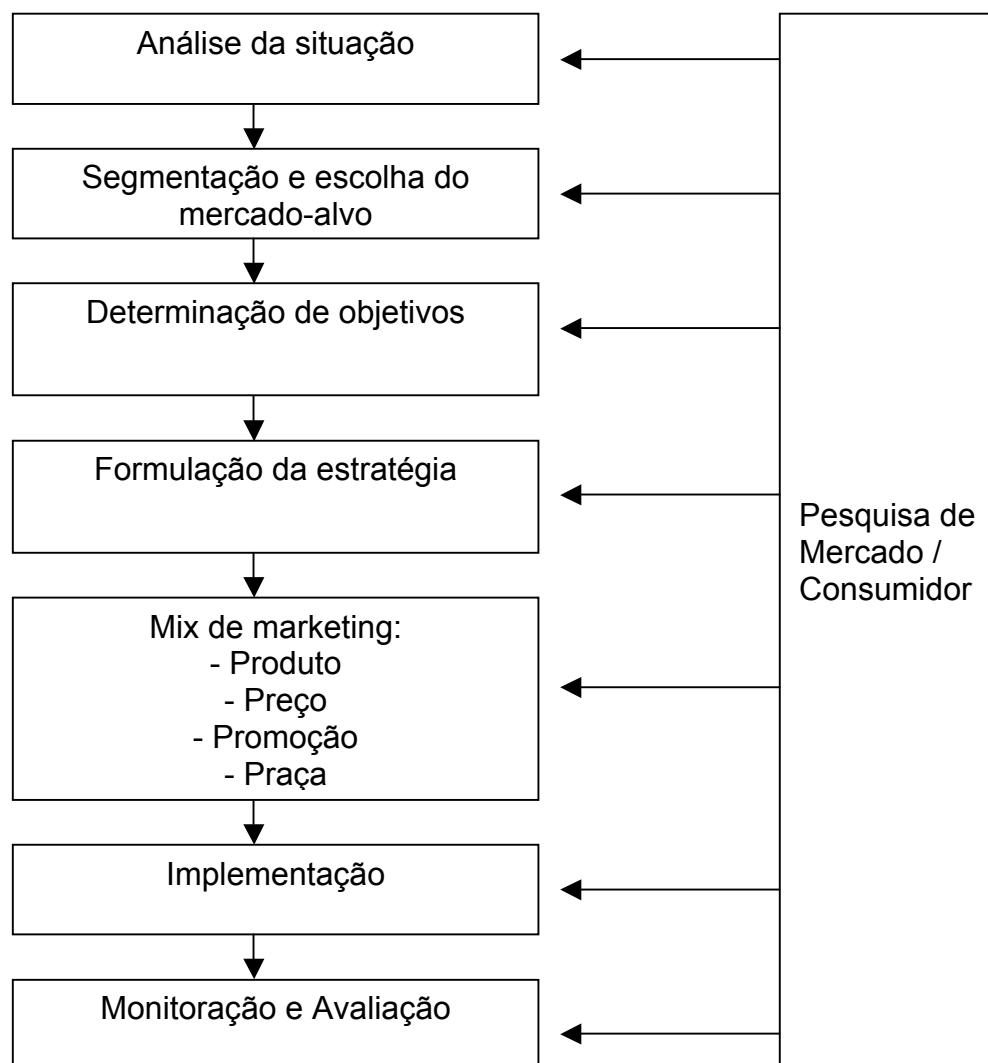 Análise da situação
Segmentação e escolha do
mercado-alvo
Determinação de objetivos
Formulação da estratégia
Mix de marketing:
- Produto
- Preço
- Promoção
- Praça
Implementação
Monitoração e Avaliação
Pesquisa de
Mercado /
Consumidor